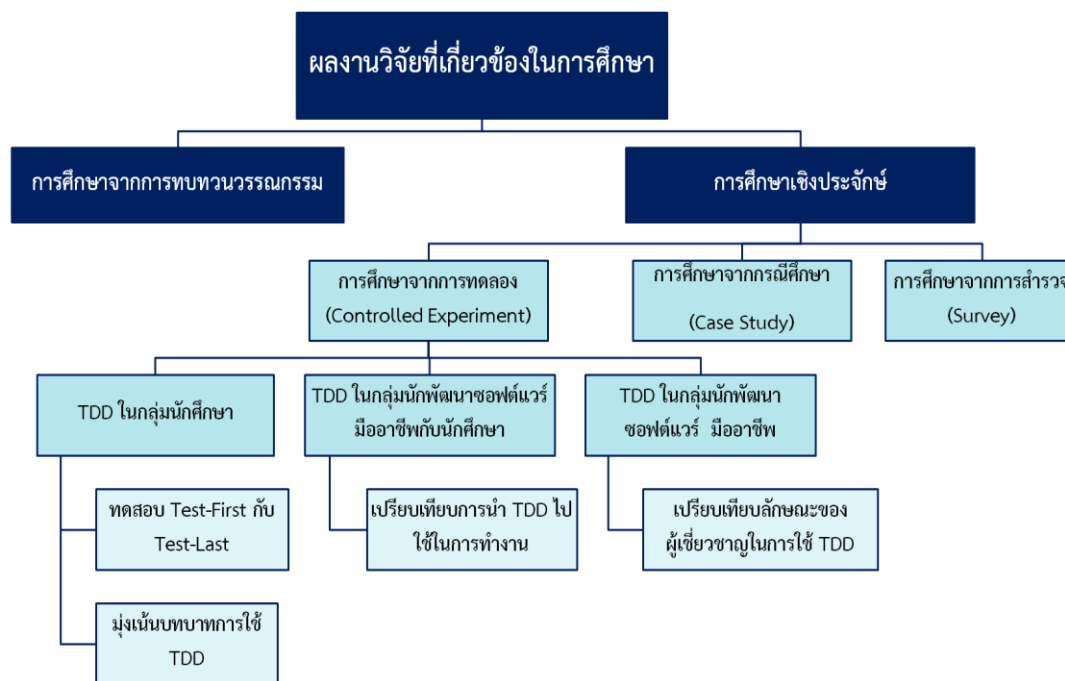 ผลงานวิจัยที่เกี่ยวข้องในการศึกษา
การศึกษาจากการทบทวนวรรณกรรม
การศึกษาเชิงประจักษ์
การศึกษาจากการทดลอง
(Controlled Experiment)
การศึกษาจากกรณีศึกษา
(Case Study)
การศึกษาจากการสำรวจ
(Survey)
TDD ในกลุ่มนักศึกษา
TDD ในกลุ่มนักพัฒนาซอฟต์แวร์
มืออาชีพกับนักศึกษา
TDD ในกลุ่มนักพัฒนา
ซอฟต์แวร์ มืออาชีพ
ทดสอบ Test-First กับ
Test-Last
เปรียบเทียบการนำ TDD ไป
ใช้ในการทำงาน
เปรียบเทียบลักษณะของ
ผู้เชี่ยวชาญในการใช้ TDD
มุ่งเน้นบทบาทการใช้
TDD